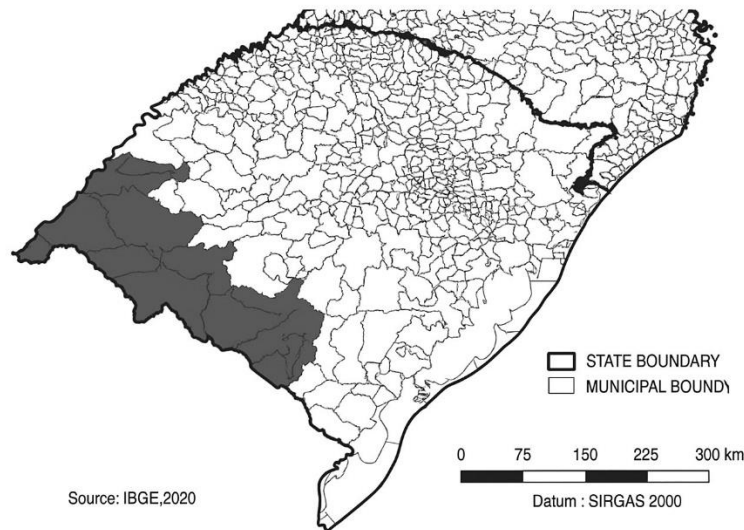 STATE BOUNDARY
MUNICIPAL BOUNDY
0 75 150 225 300 km
Source: IBGE,2020
Datum : SIRGAS 2000